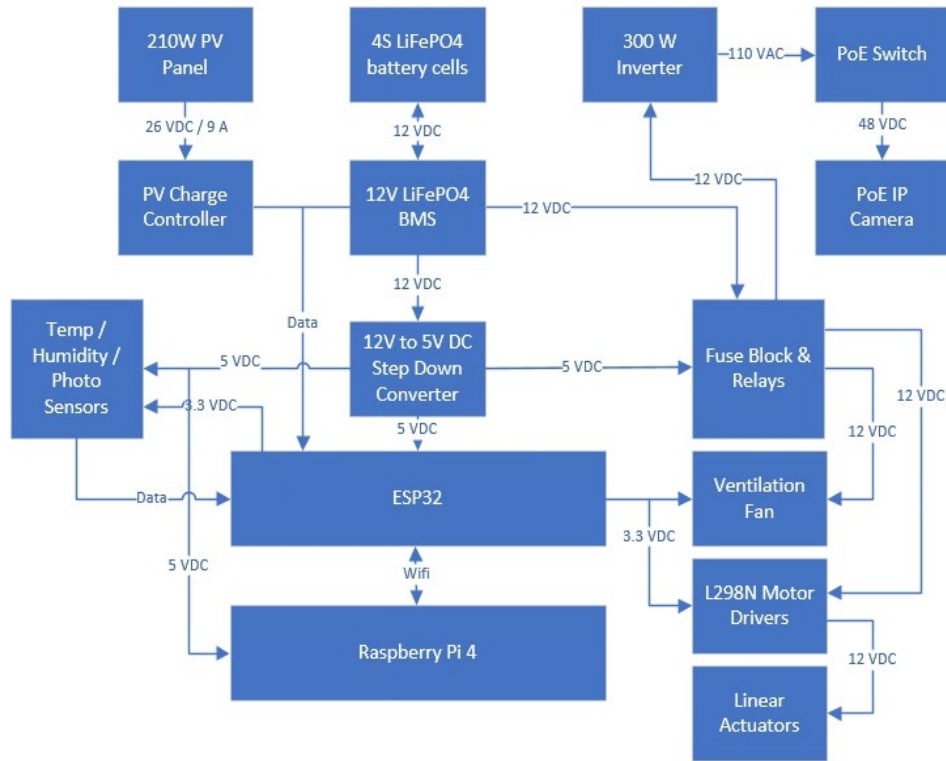 210W PV
Panel
4S LiFePO4
battery cells
300 W
Inverter
110 VAC
PoE Switch
26 VDC / 9 A
12 VDC
48 VDC
PV Charge
Controller
12V LiFePO4
BMS
12 VDC
12 VDC
PoE IP
Camera
12 VDC
Temp /
Humidity /
Photo
Sensors
Data
5 VDC
12V to 5V DC
Step Down
Converter
5 VDC
Fuse Block &
Relays
12 VDC
3.3 VDC
5 VDC
12 VDC
Data
ESP32
Ventilation
Fan
3.3 VDC
5 VDC
Wifi
L298N Motor
Drivers
Raspberry Pi 4
12 VDC
Linear
Actuators